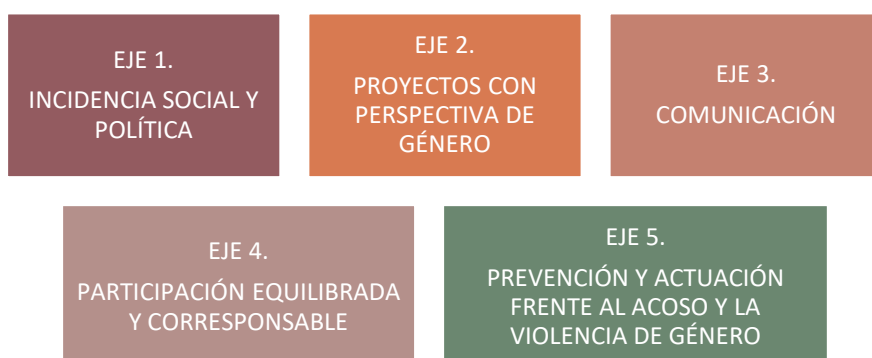 EJE 1.
INCIDENCIA SOCIAL Y
POLÍTICA
EJE 2.
PROYECTOS CON
PERSPECTIVA DE
GÉNERO
EJE 3.
COMUNICACIÓN
EJE 4.
PARTICIPACIÓN EQUILIBRADA
Y CORRESPONSABLE
EJE 5.
PREVENCIÓN Y ACTUACIÓN
FRENTE AL ACOSO Y LA
VIOLENCIA DE GÉNERO